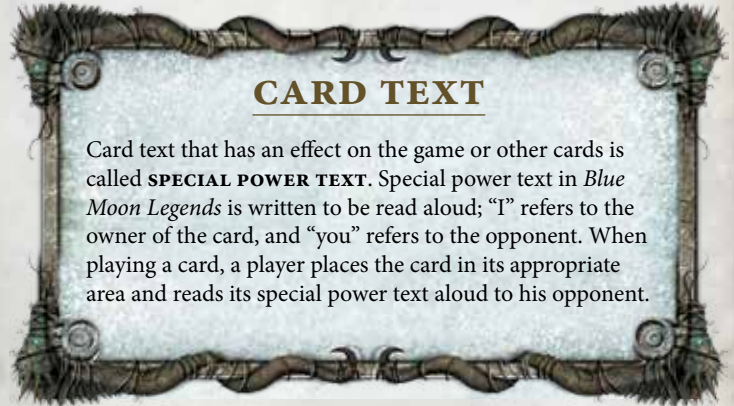 CARD TEXT
Card text that has an effect on the game or other cards is
called SPECIAL POWER TEXT. Special power text in Blue
Moon Legends is written to be read aloud; “I” refers to the
owner of the card, and “you” refers to the opponent. When
playing a card, a player places the card in its appropriate
area and reads its special power text aloud to his opponent.